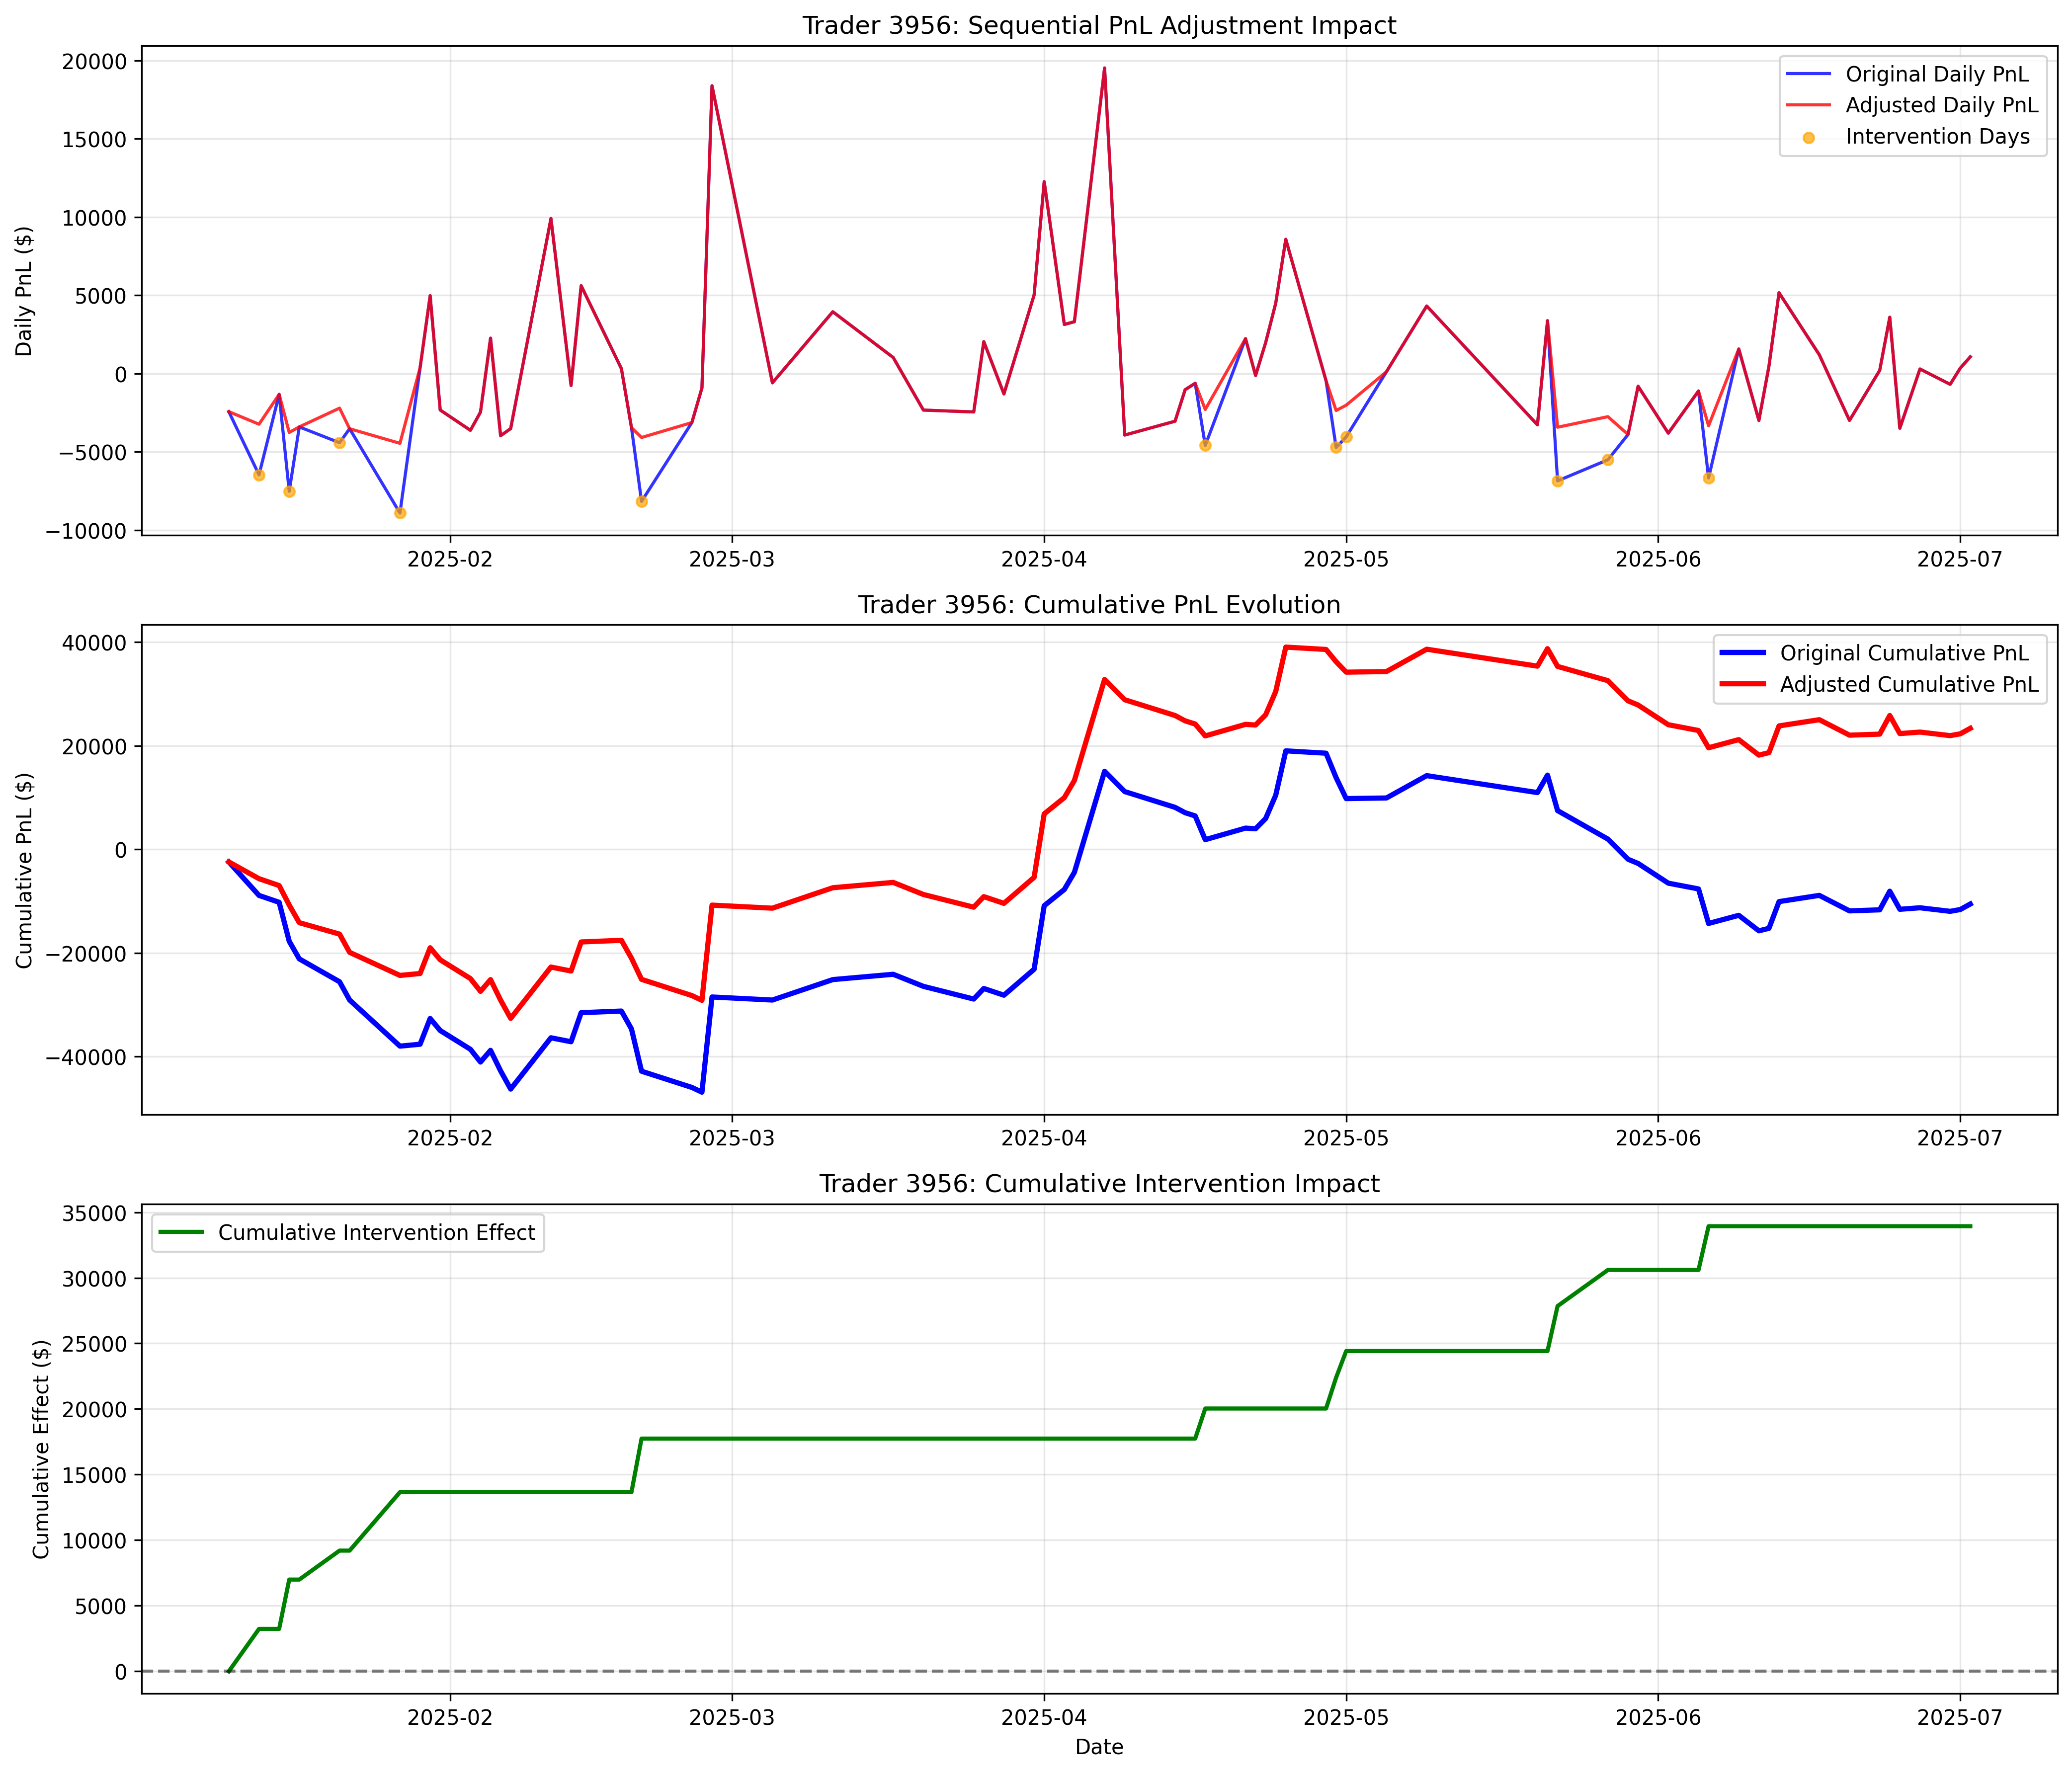 Trader 3956: Sequential PnL Adjustment Impact
Daily PnL ($)
20000
15000
10000
5000
0
−5000
−10000
Original Daily PnL
Adjusted Daily PnL
Intervention Days
2025-02 2025-03 2025-04 2025-05 2025-06 2025-07
Trader 3956: Cumulative PnL Evolution
Cumulative PnL ($)
40000
20000
0
−20000
−40000
Original Cumulative PnL
Adjusted Cumulative PnL
2025-02 2025-03 2025-04 2025-05 2025-06 2025-07
Trader 3956: Cumulative Intervention Impact
Cumulative Effect ($)
35000
30000
25000
20000
15000
10000
5000
0
Cumulative Intervention Effect
2025-02 2025-03 2025-04 2025-05 2025-06 2025-07
Date